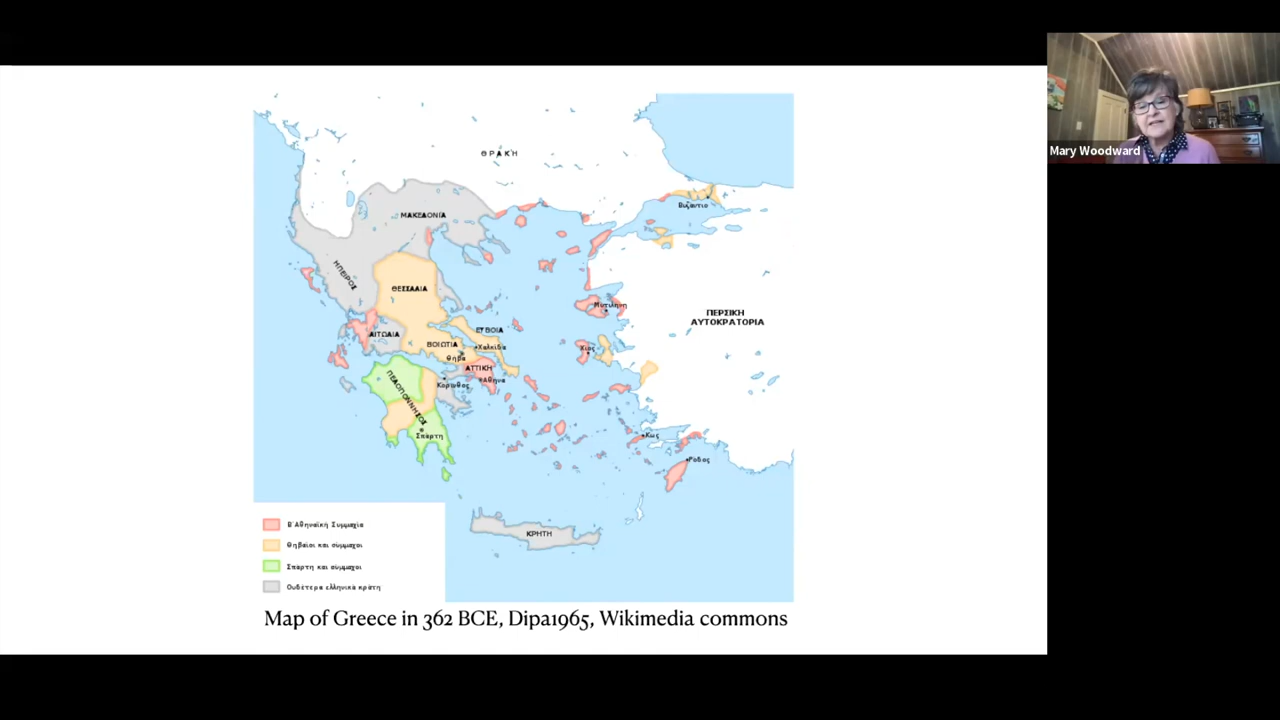 Mary Woodward
ΘΡΑΚΗ
Βυζάντιο
ΜΑΚΕΔΟΝΙΑ
ΗΠΕΙΡΟΣ
ΘΕΣΣΑΛΙΑ
Μυτιλήνη
ΠΕΡΣΙΚΗ
ΑΥΤΟΚΡΑΤΟΡΙΑ
ΕΥΒΟΙΑ
ΑΙΤΩΛΙΑ
ΒΟΙΩΤΙΑ
Χαλκίδα
Χίος
Θήβα
ΑΤΤΙΚΗ
Αθήνα
Κόρινθος
ΠΕΛΟΠΟΝΝΗΣΟΣ
Σπάρτη
Κως
Ρόδος
ΚΡΗΤΗ
Β΄Αθηναϊκή Συμμαχία
Θηβαίοι και σύμμαχοι
Σπάρτη και σύμμαχοι
Ουδέτερα ελληνικά κράτη
Map of Greece in 362 BCE, Dipa1965, Wikimedia commons